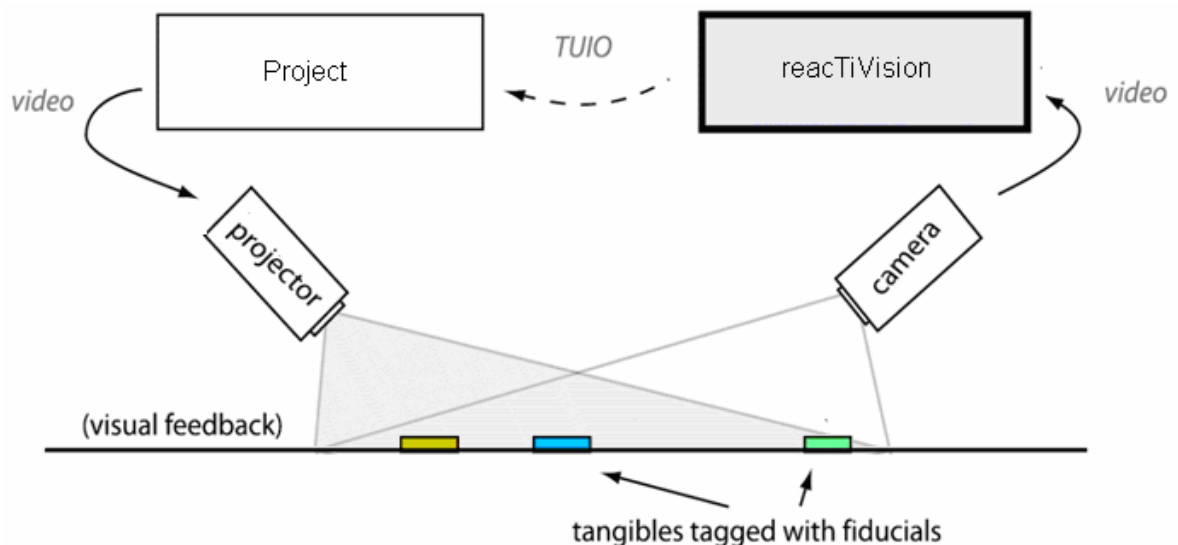 TUIO
Project
reacTiVision
video
video
projector
camera
(visual feedback)
tangibles tagged with fiducials